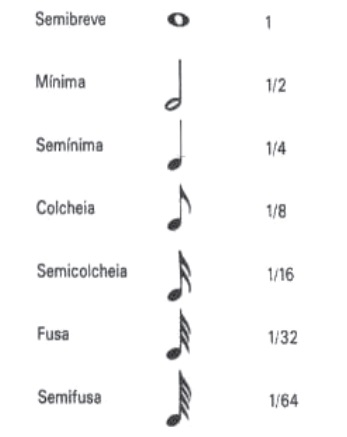 Semibreve 1
Mínima 1/2
Semínima 1/4
Colcheia 1/8
Semicolcheia 1/16
Fusa 1/32
Semifusa 1/64